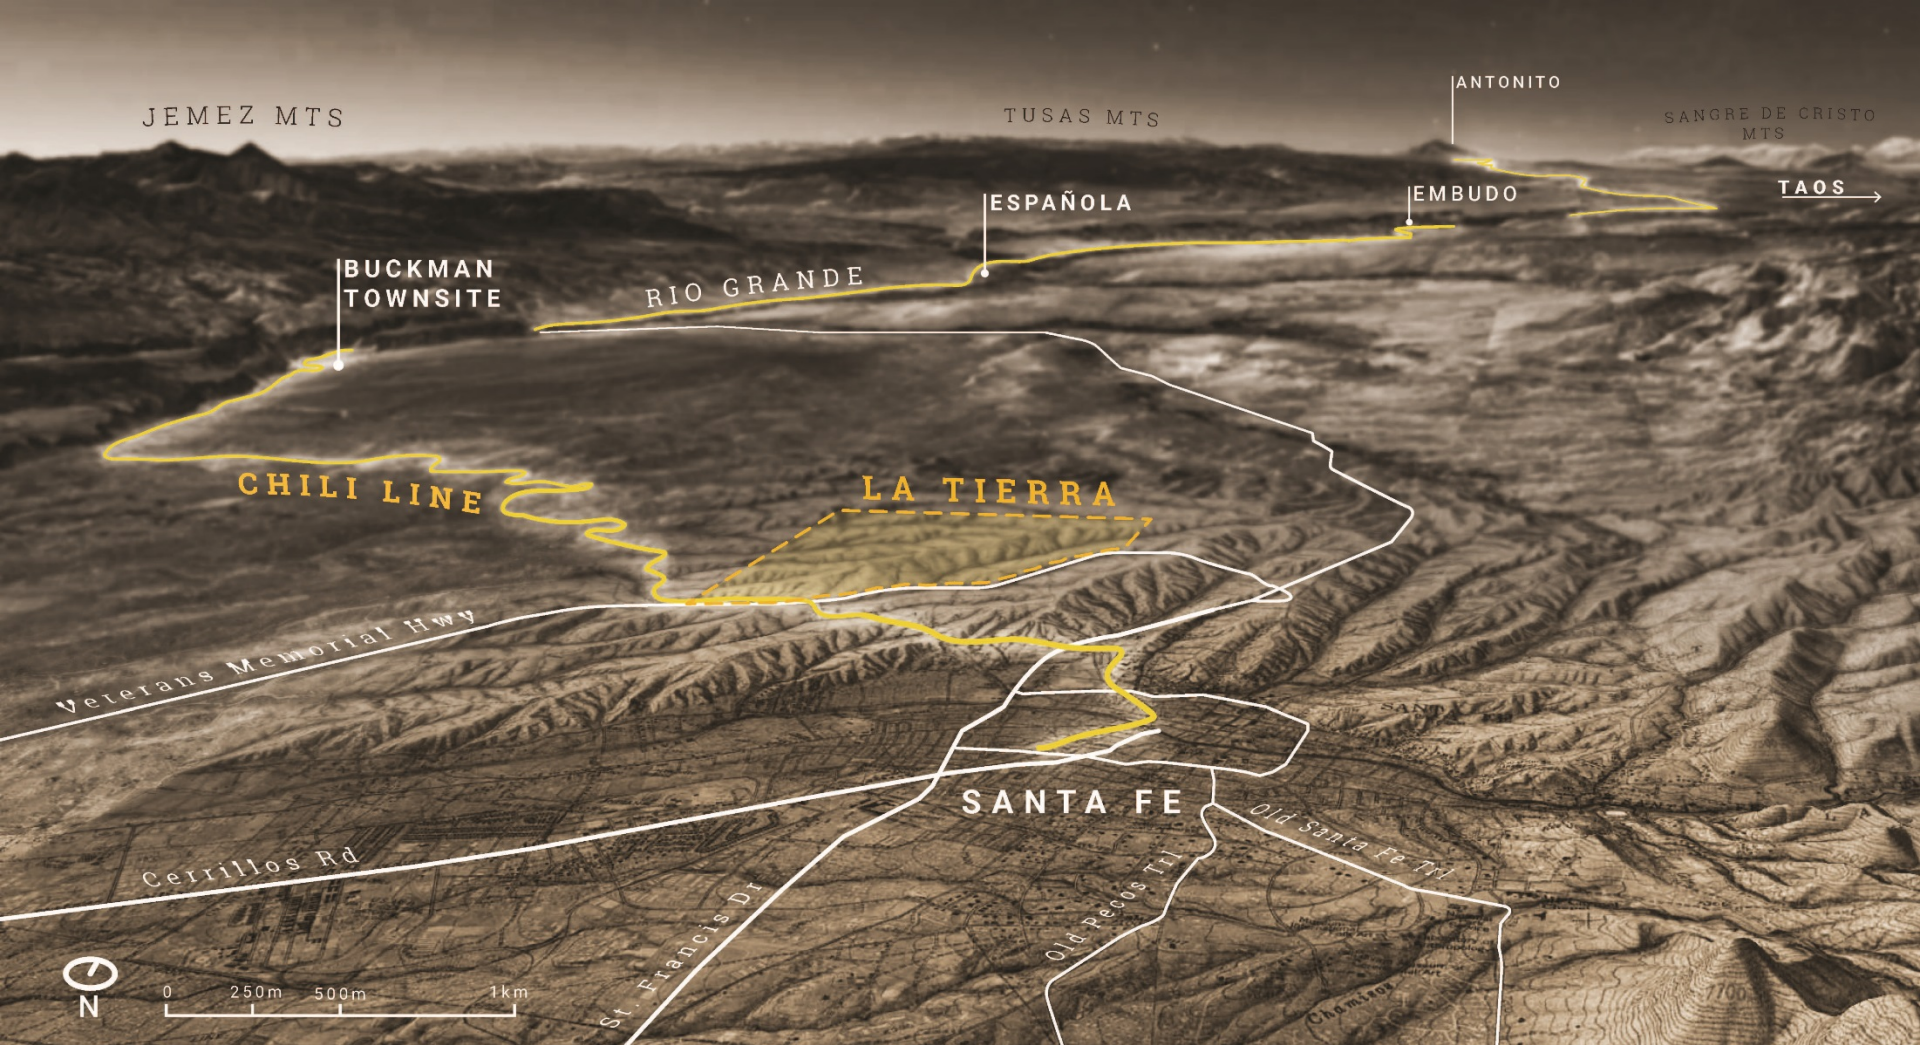 ANTONITO
JEMEZ MTS
TUSAS MTS
SANGRE DE CRISTO
MTS
TAOS
EMBUDO
ESPAÑOLA
BUCKMAN
TOWNSITE
RIO GRANDE
CHILI LINE
LA TIERRA
Veterans Memorial Hwy
SANTA FE
Cerrillos Rd
Old Santa Fe Trl
Old Pecos Trl
St. Francis Dr
N
0 250m 500m 1km